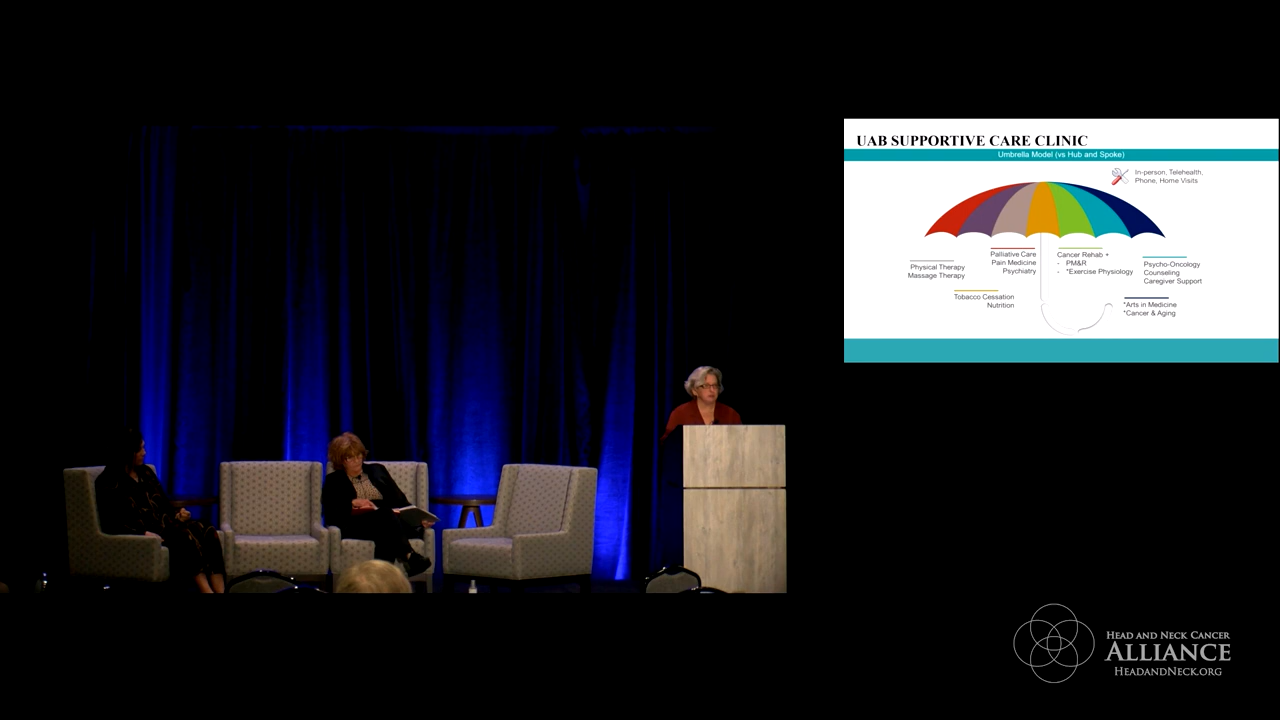 UAB SUPPORTIVE CARE CLINIC
Umbrella Model (vs Hub and Spoke)
In-person, Telehealth,
Phone, Home Visits
Physical Therapy
Massage Therapy
Palliative Care
Pain Medicine
Psychiatry
Cancer Rehab +
- PM&R
- *Exercise Physiology
Psycho-Oncology
Counseling
Caregiver Support
Tobacco Cessation
Nutrition
*Arts in Medicine
*Cancer & Aging
HEAD AND NECK CANCER
ALLIANCE
HEADANDNECK.ORG